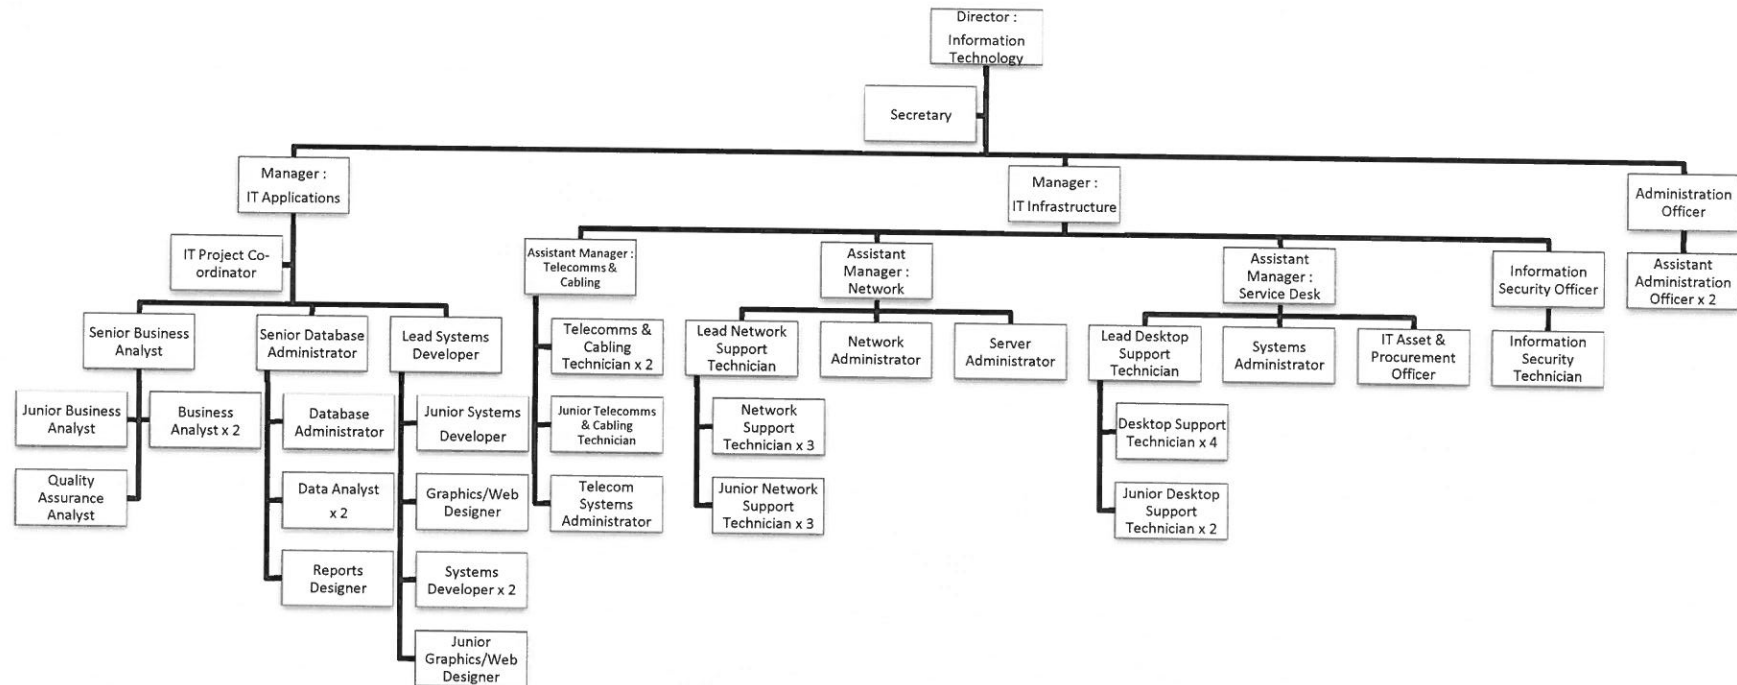 Director :
Information
Technology
Secretary
Manager :
IT Applications
Manager :
IT Infrastructure
Administration
Officer
IT Project Co-
ordinator
Assistant Manager :
Telecomms &
Cabling
Assistant
Manager :
Network
Assistant
Manager :
Service Desk
Information
Security Officer
Assistant
Administration
Officer x 2
Senior Business
Analyst
Senior Database
Administrator
Lead Systems
Developer
Telecomms &
Cabling
Technician x 2
Lead Network
Support
Technician
Network
Administrator
Server
Administrator
Lead Desktop
Support
Technician
Systems
Administrator
IT Asset &
Procurement
Officer
Information
Security
Technician
Junior Business
Analyst
Business
Analyst x 2
Database
Administrator
Junior Systems
Developer
Junior Telecomms
& Cabling
Technician
Network
Support
Technician x 3
Desktop Support
Technician x 4
Quality
Assurance
Analyst
Data Analyst
x 2
Graphics/Web
Designer
Telecom
Systems
Administrator
Junior Network
Support
Technician x 3
Junior Desktop
Support
Technician x 2
Reports
Designer
Systems
Developer x 2
Junior
Graphics/Web
Designer